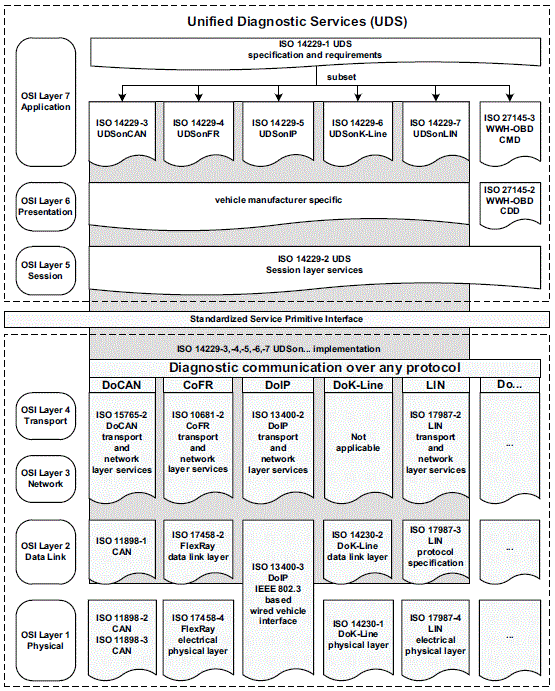 Unified Diagnostic Services (UDS)
ISO 14229-1 UDS
specification and requirements
subset
OSI Layer 7
Application
ISO 14229-3
UDSonCAN
ISO 14229-4
UDSonFR
ISO 14229-5
UDSonIP
ISO 14229-6
UDSonK-Line
ISO 14229-7
UDSonLIN
ISO 27145-3
WWH-OBD
CMD
OSI Layer 6
Presentation
vehicle manufacturer specific
ISO 27145-2
WWH-OBD
CDD
OSI Layer 5
Session
ISO 14229-2 UDS
Session layer services
Standardized Service Primitive Interface
ISO 14229-3,-4,-5,-6,-7 UDSon... implementation
Diagnostic communication over any protocol
DoCAN
CoFR
DoIP
DoK-Line
LIN
Do...
OSI Layer 4
Transport
OSI Layer 3
Network
ISO 15765-2
DoCAN
transport
and
network
layer services
ISO 10681-2
CoFR
transport
and
network
layer services
ISO 13400-2
DoIP
transport
and
network
layer services
Not
applicable
ISO 17987-2
LIN
transport
and
network
layer services
...
OSI Layer 2
Data Link
ISO 11898-1
CAN
ISO 17458-2
FlexRay
data link layer
ISO 13400-3
DoIP
IEEE 802.3
based
wired vehicle
interface
ISO 14230-2
DoK-Line
data link layer
ISO 17987-3
LIN
protocol
specification
...
OSI Layer 1
Physical
ISO 11898-2
CAN
ISO 11898-3
CAN
ISO 17458-4
FlexRay
electrical
physical layer
ISO 14230-1
DoK-Line
physical layer
ISO 17987-4
LIN
electrical
physical layer
...